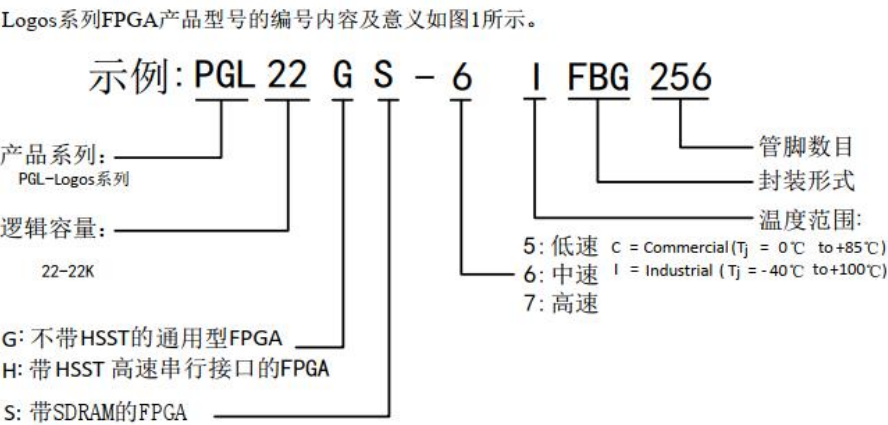 Logos系列FPGA产品型号的编号内容及意义如图1所示。
示例: PGL 22 G S - 6 I FBG 256
产品系列:
PGL-Logos系列
逻辑容量:
22-22K
G: 不带HSST的通用型FPGA
H: 带HSST 高速串行接口的FPGA
S: 带SDRAM的FPGA
管脚数目
封装形式
温度范围:
C = Commercial(Tj = 0℃ to+85℃)
I = Industrial (Tj = -40℃ to+100℃)
5: 低速
6: 中速
7: 高速